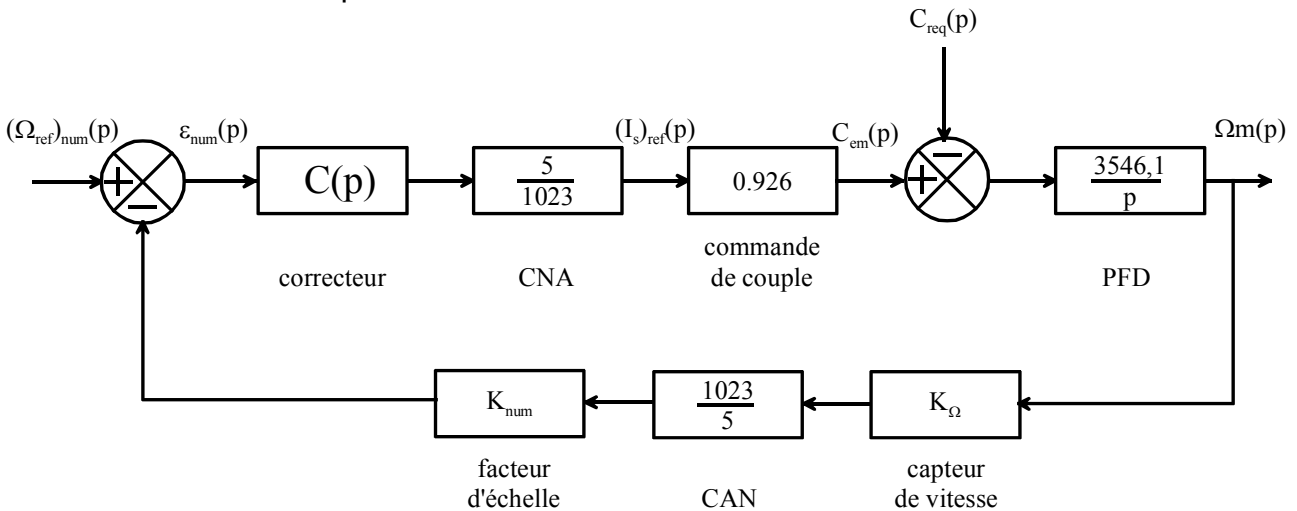 C_req(p)
(Ω_ref)_num(p)
ε_num(p)
(I_s)_ref(p)
C_em(p)
Ωm(p)
+
−
C(p)
5
1023
0.926
+
−
3546,1
p
correcteur
CNA
commande
de couple
PFD
K_num
1023
5
K_Ω
facteur
d'échelle
CAN
capteur
de vitesse